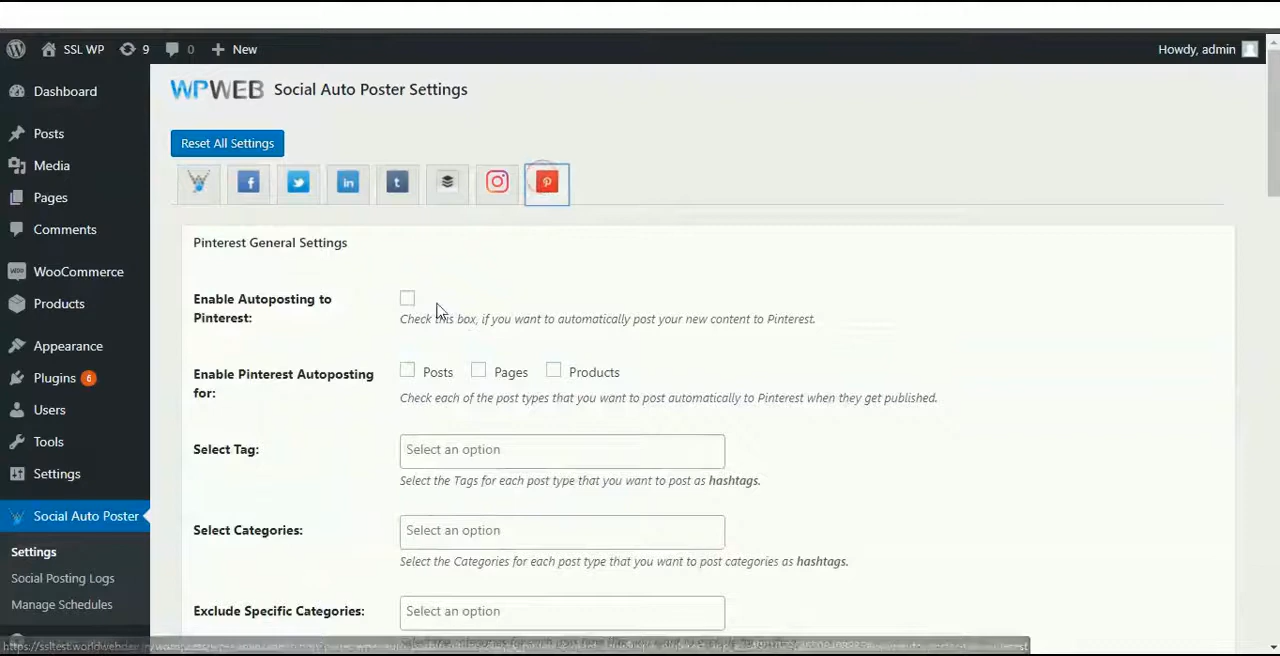 SSL WP 9 0 New Howdy, admin
Dashboard
WPWEB Social Auto Poster Settings
Posts
Reset All Settings
Media
Pages
Comments
Pinterest General Settings
WooCommerce
Products
Enable Autoposting to
Pinterest:
Check this box, if you want to automatically post your new content to Pinterest.
Appearance
Plugins 6
Enable Pinterest Autoposting
for:
Posts Pages Products
Check each of the post types that you want to post automatically to Pinterest when they get published.
Users
Tools
Select Tag: Select an option
Select the Tags for each post type that you want to post as hashtags.
Settings
Social Auto Poster
Select Categories: Select an option
Select the Categories for each post type that you want to post categories as hashtags.
Settings
Social Posting Logs
Manage Schedules
Exclude Specific Categories: Select an option